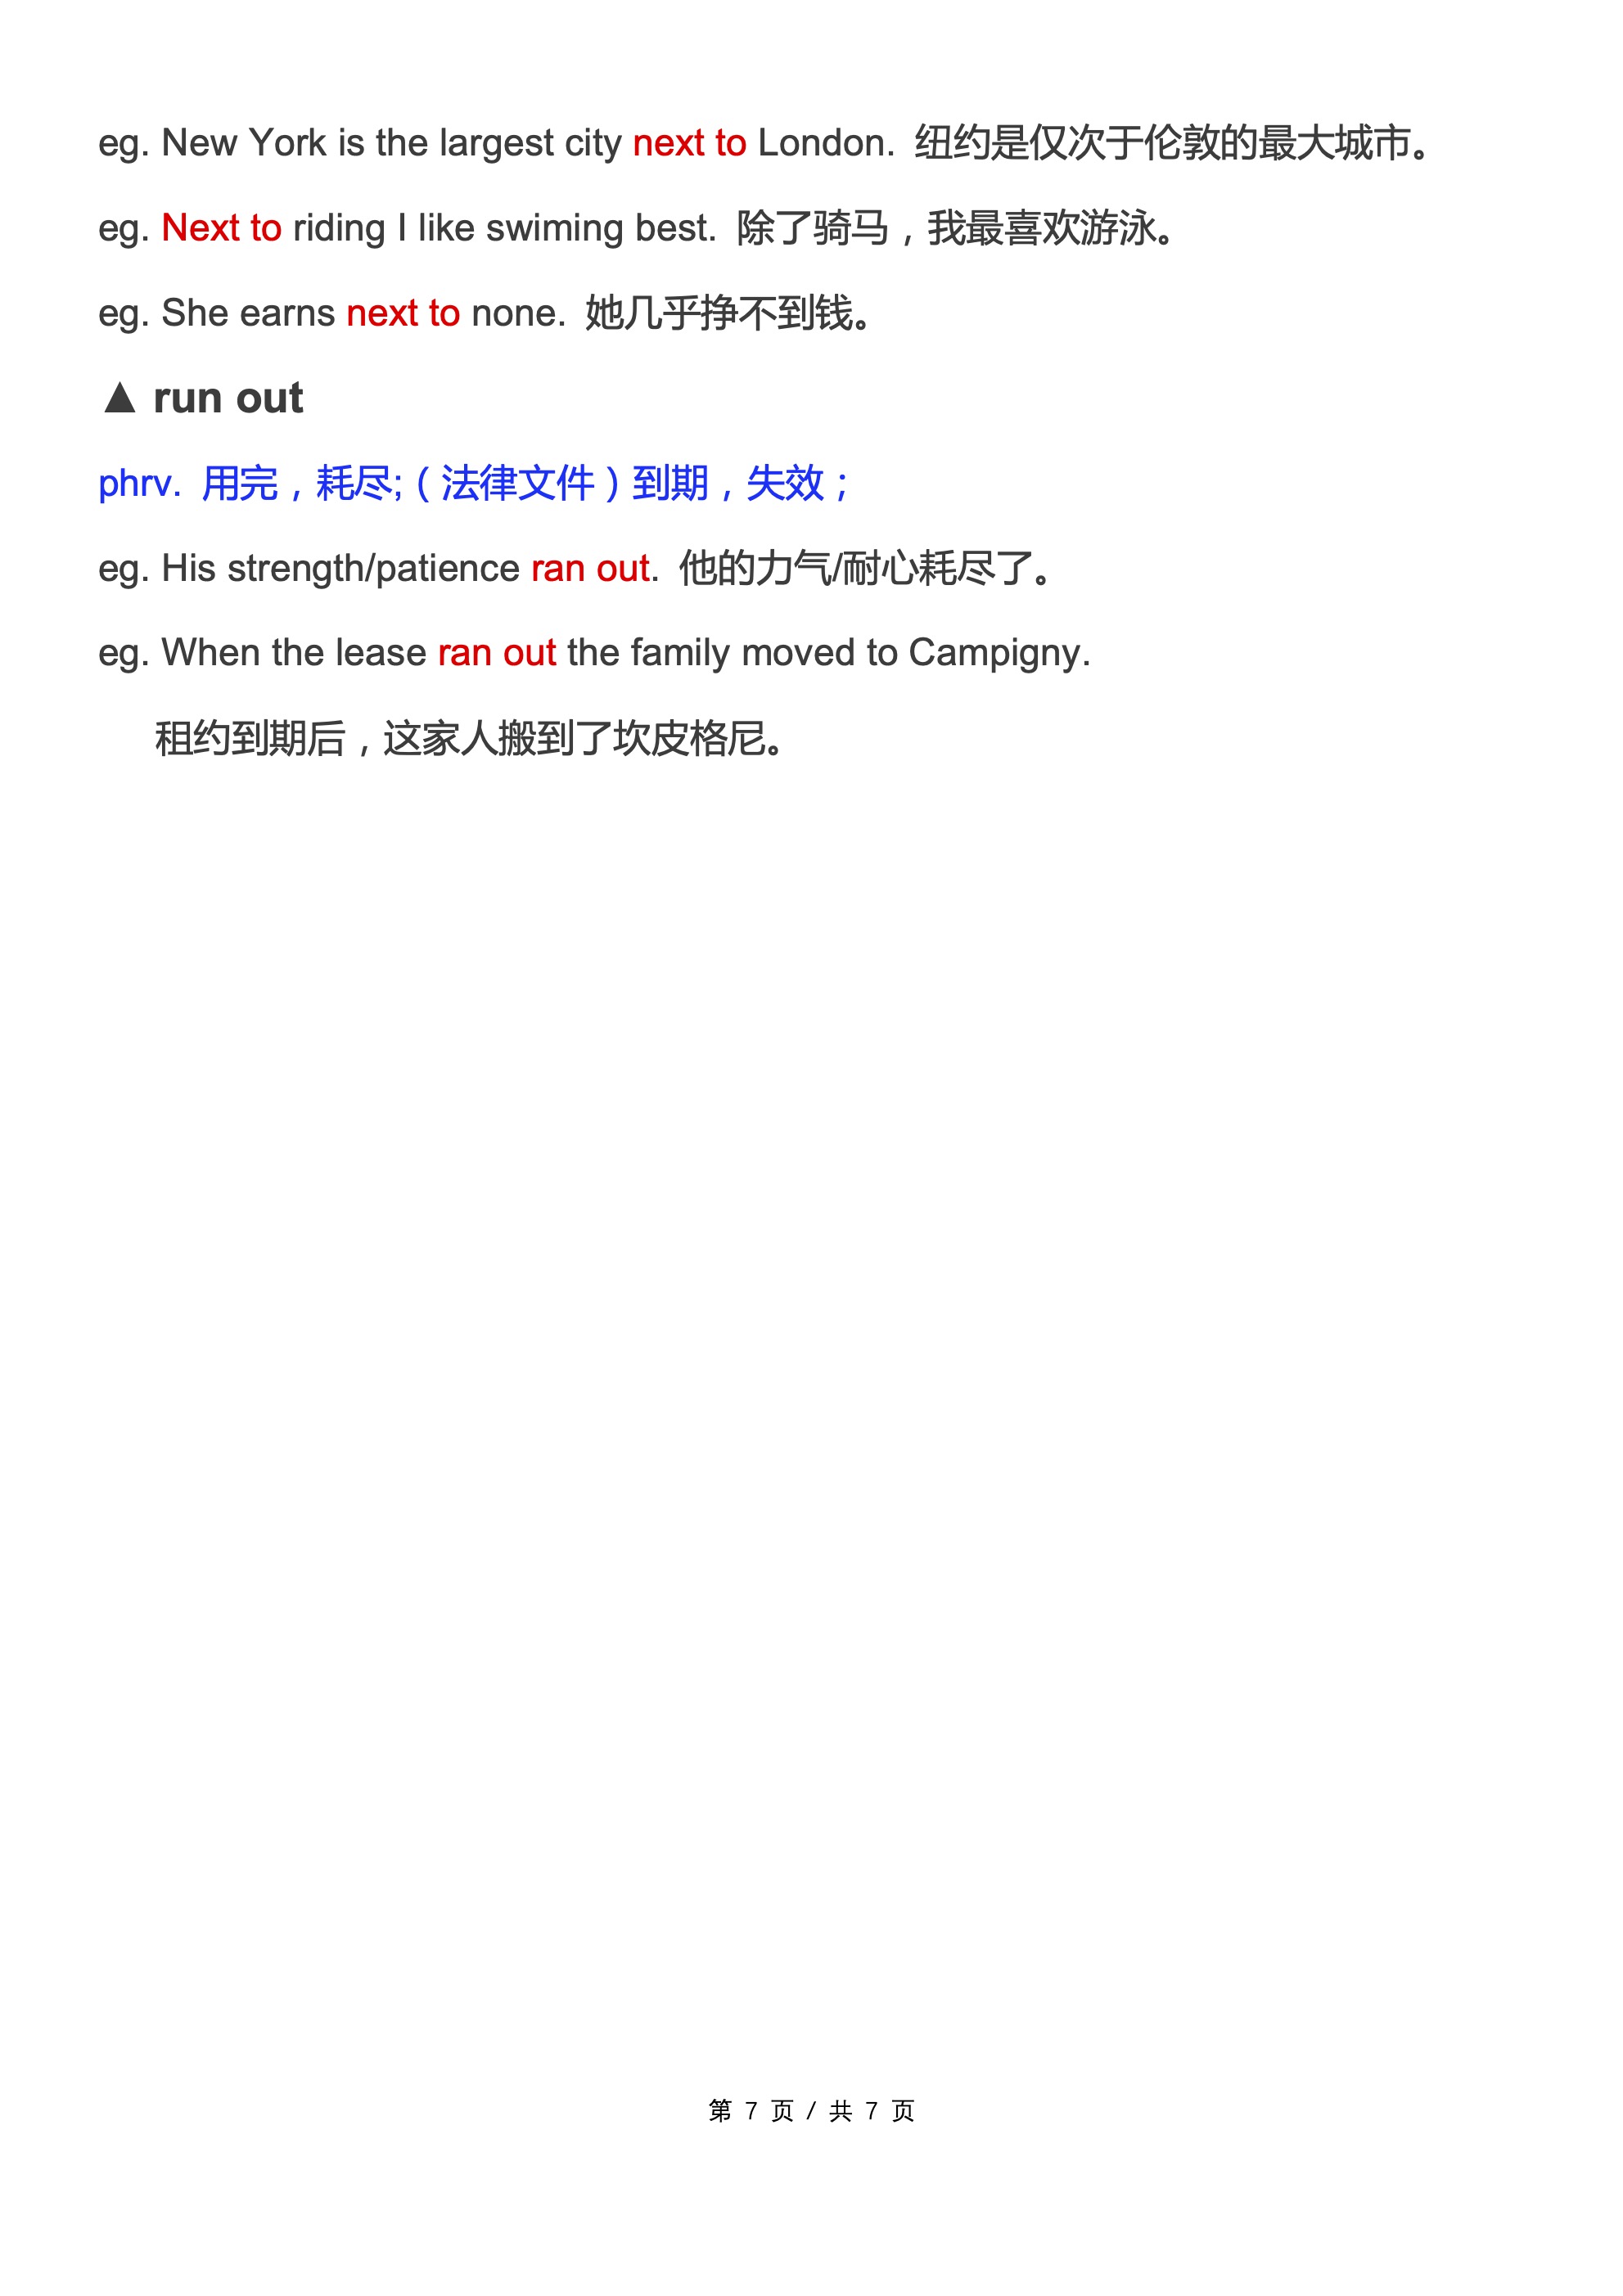 eg. New York is the largest city next to London. 纽约是仅次于伦敦的最大城市。
eg. Next to riding I like swiming best. 除了骑马，我最喜欢游泳。
eg. She earns next to none. 她几乎挣不到钱。
▲ run out
phrv. 用完，耗尽;（法律文件）到期，失效；
eg. His strength/patience ran out. 他的力气/耐心耗尽了。
eg. When the lease ran out the family moved to Campigny.
租约到期后，这家人搬到了坎皮格尼。
第 7 页 / 共 7 页